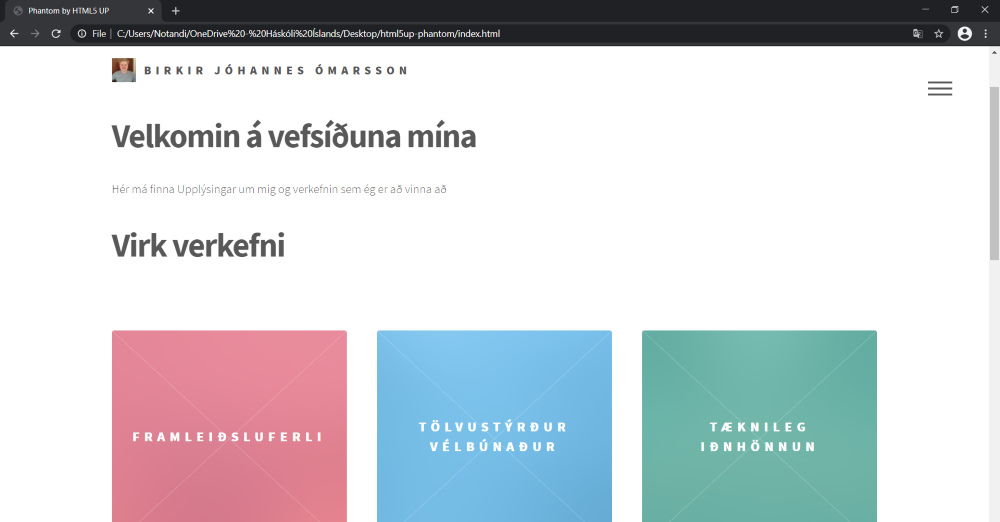 Phantom by HTML5 UP
File
C:/Users/Notandi/OneDrive%20-%20Háskóli%20Íslands/Desktop/html5up-phantom/index.html
BIRKIR JÓHANNES ÓMARSSON
Velkomin á vefsíðuna mína
Hér má finna Upplýsingar um mig og verkefnin sem ég er að vinna að
Virk verkefni
FRAMLEIÐSLUFERLI
TÖLVUSTÝRÐUR
VÉLBÚNAÐUR
TÆKNILEG
IÐNHÖNNUN